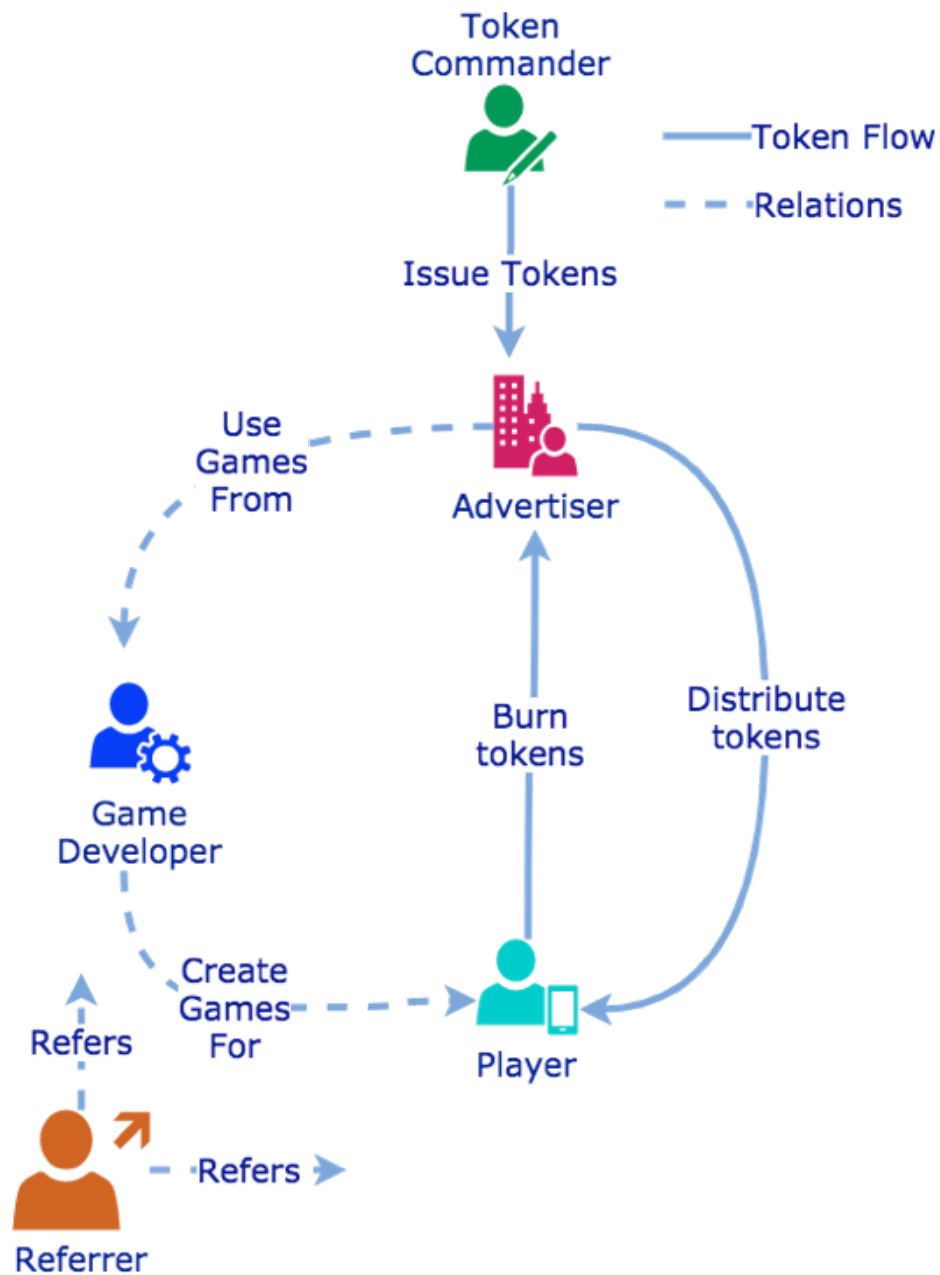 Token
Commander
Token Flow
Relations
Issue Tokens
Use
Games
From
Advertiser
Burn
tokens
Distribute
tokens
Game
Developer
Create
Games
For
Refers
Player
Refers
Referrer